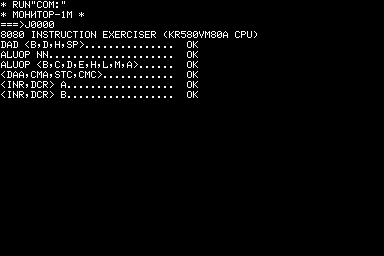 * RUN"COM:"
* МОНИТОР-1М *
===>J0000
8080 INSTRUCTION EXERCISER (KR580VM80A CPU)
DAD <B,D,H,SP>............... OK
ALUOP NN..................... OK
ALUOP <B,C,D,E,H,L,M,A>...... OK
<DAA,CMA,STC,CMC>............ OK
<INR,DCR> A.................. OK
<INR,DCR> B.................. OK